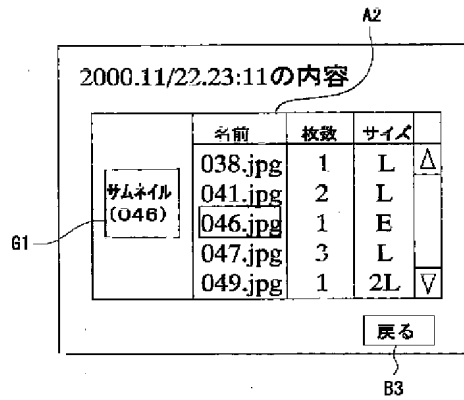 A2
2000.11/22.23:11の内容
名前 枚数 サイズ
038.jpg 1 L
041.jpg 2 L
サムネイル
(046)
046.jpg 1 E
G1
047.jpg 3 L
049.jpg 1 2L
戻る
B3